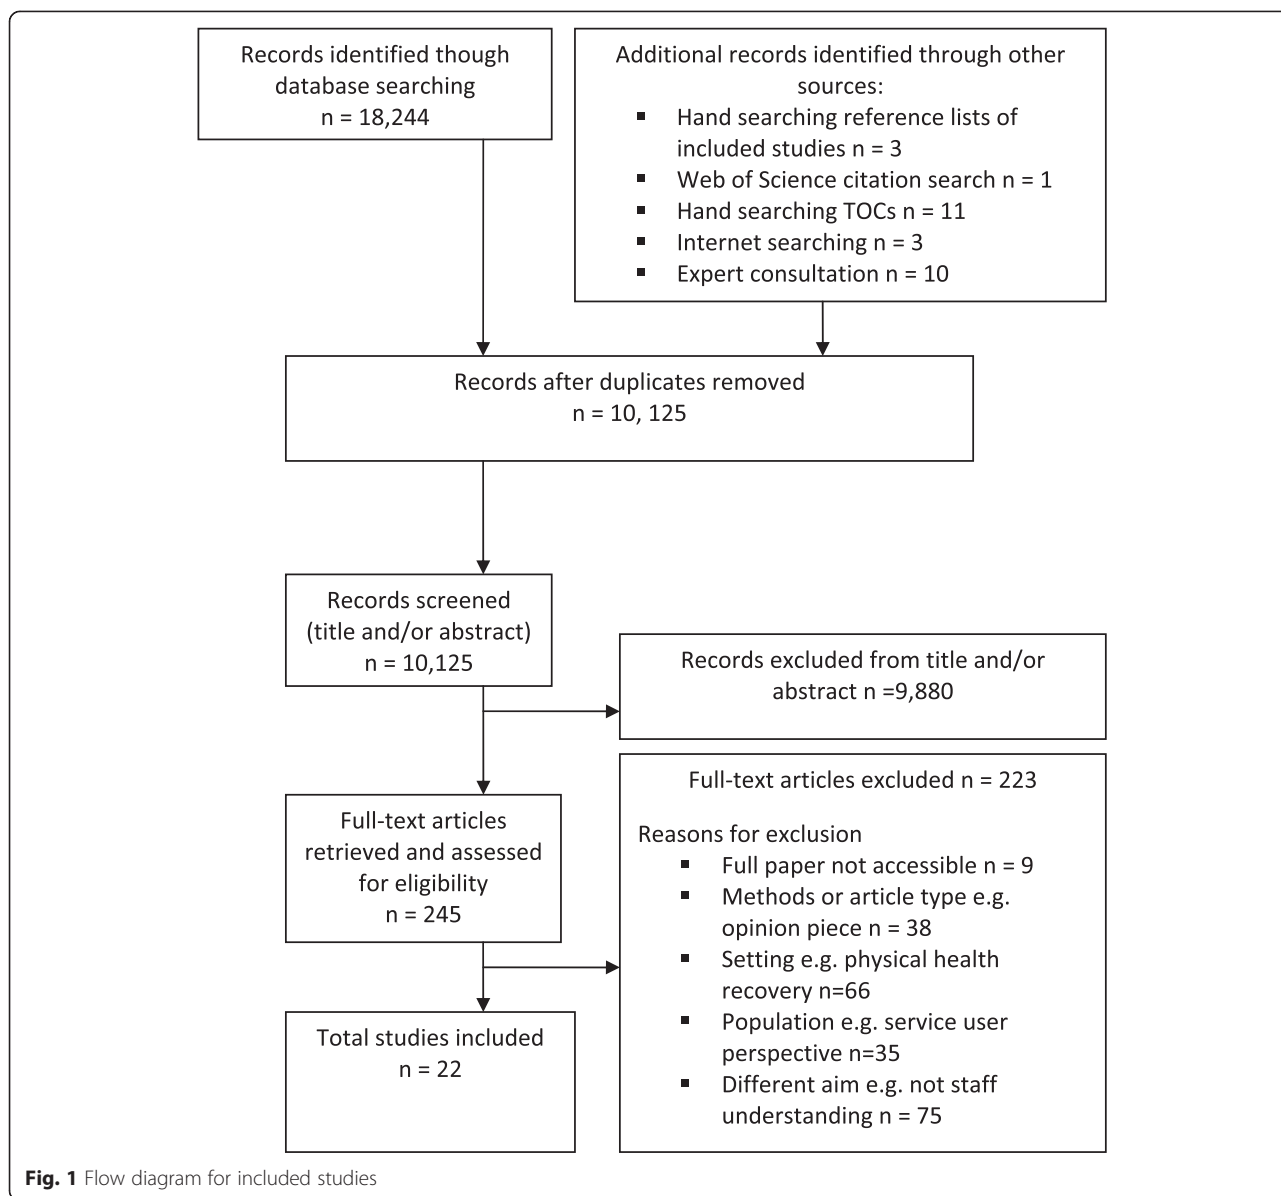 Records identified though
database searching
n = 18,244
Additional records identified through other
sources:
▪ Hand searching reference lists of
included studies n = 3
▪ Web of Science citation search n = 1
▪ Hand searching TOCs n = 11
▪ Internet searching n = 3
▪ Expert consultation n = 10
Records after duplicates removed
n = 10, 125
Records screened
(title and/or abstract)
n = 10,125
Records excluded from title and/or
abstract n =9,880
Full-text articles
retrieved and assessed
for eligibility
n = 245
Full-text articles excluded n = 223
Reasons for exclusion
▪ Full paper not accessible n = 9
▪ Methods or article type e.g.
opinion piece n = 38
▪ Setting e.g. physical health
recovery n=66
▪ Population e.g. service user
perspective n=35
▪ Different aim e.g. not staff
understanding n = 75
Total studies included
n = 22
Fig. 1 Flow diagram for included studies